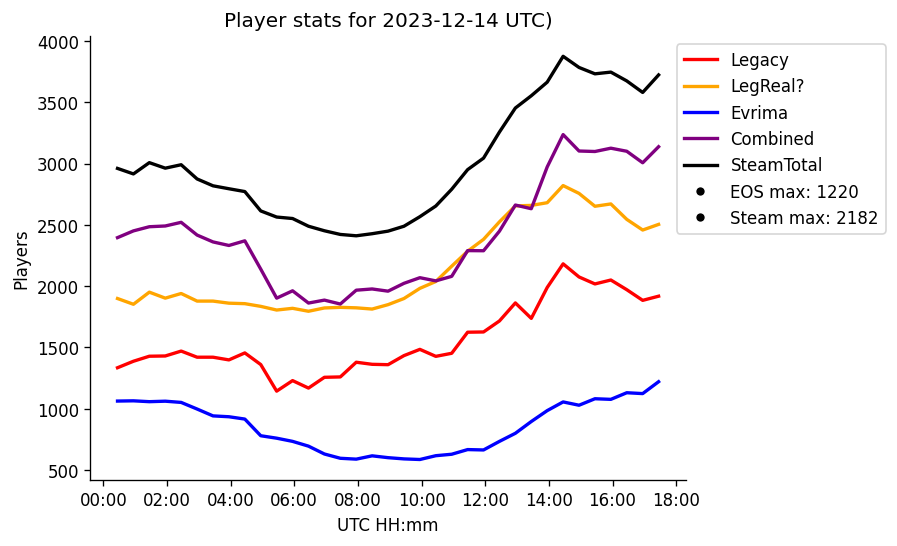 Player stats for 2023-12-14 UTC)
4000
3500
3000
2500
2000
1500
1000
500
Players
00:00 02:00 04:00 06:00 08:00 10:00 12:00 14:00 16:00 18:00
UTC HH:mm
Legacy
LegReal?
Evrima
Combined
SteamTotal
EOS max: 1220
Steam max: 2182